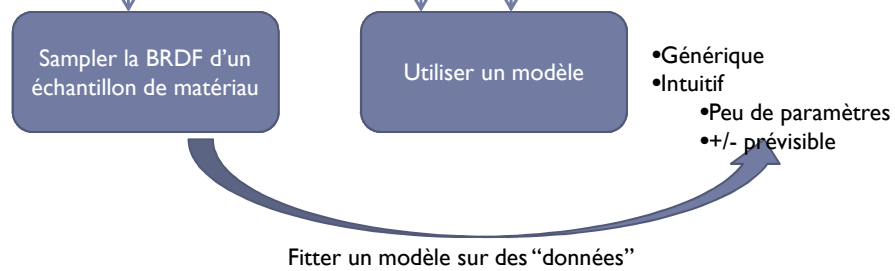 Sampler la BRDF d'un
échantillon de matériau
Utiliser un modèle
•Générique
•Intuitif
•Peu de paramètres
•+/- prévisible
Fitter un modèle sur des “données”